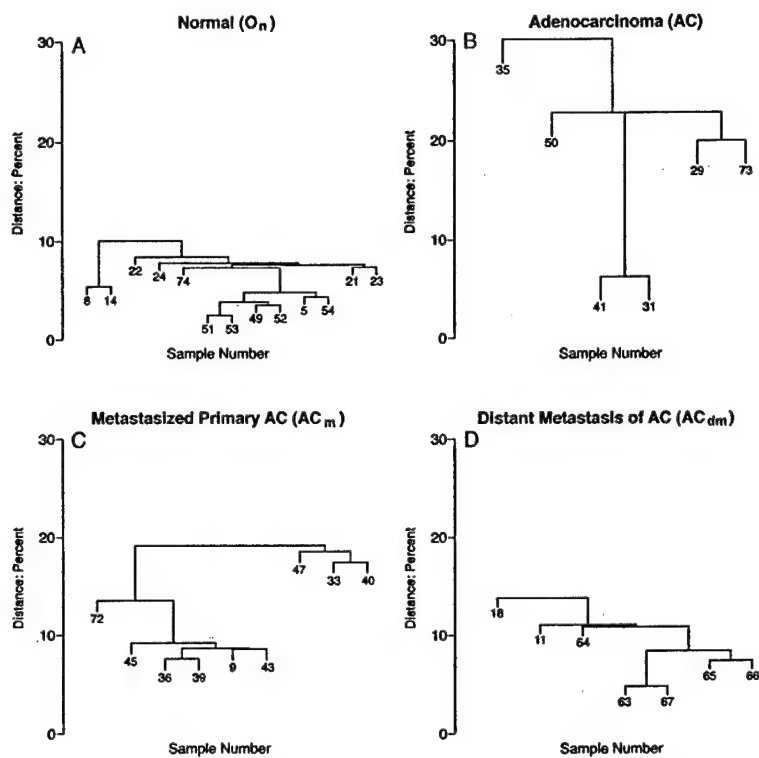 Normal (On)
A
30
20
10
0
Distance: Percent
8 14 22 24 74 51 53 49 52 5 54 21 23
Sample Number
Adenocarcinoma (AC)
B
30
20
10
0
Distance: Percent
35
50
29 73
41 31
Sample Number
Metastasized Primary AC (ACm)
C
30
20
10
0
Distance: Percent
47 33 40
72
45 36 39 9 43
Sample Number
Distant Metastasis of AC (ACdm)
D
30
20
10
0
Distance: Percent
18
11 64
65 66
63 67
Sample Number